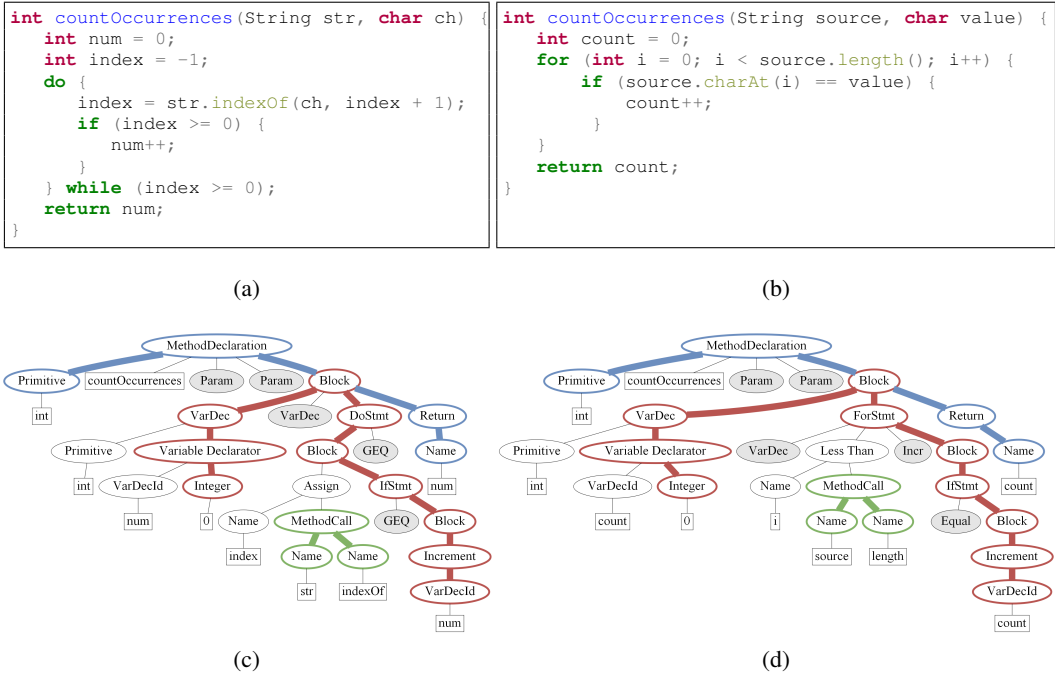 int countOccurrences(String str, char ch) {
int num = 0;
int index = -1;
do {
index = str.indexOf(ch, index + 1);
if (index >= 0) {
num++;
}
} while (index >= 0);
return num;
}
int countOccurrences(String source, char value) {
int count = 0;
for (int i = 0; i < source.length(); i++) {
if (source.charAt(i) == value) {
count++;
}
}
return count;
}
(a)
(b)
MethodDeclaration
Primitive countOccurrences Param Param Block
int VarDec VarDec DoStmt Return
Primitive Variable Declarator Block GEQ Name
int VarDecId Integer Assign IfStmt num
num 0 Name MethodCall GEQ Block
index Name Name Increment
str indexOf VarDecId
num
(c)
MethodDeclaration
Primitive countOccurrences Param Param Block
int VarDec ForStmt Return
Primitive Variable Declarator VarDec Less Than Incr Block Name
int VarDecId Integer Name MethodCall IfStmt count
count 0 i Name Name Equal Block
source length Increment
VarDecId
count
(d)